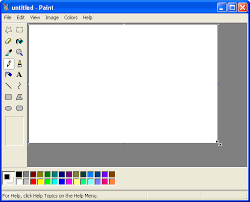 untitled - Paint
File Edit View Image Colors Help
A
For Help, click Help Topics on the Help Menu.